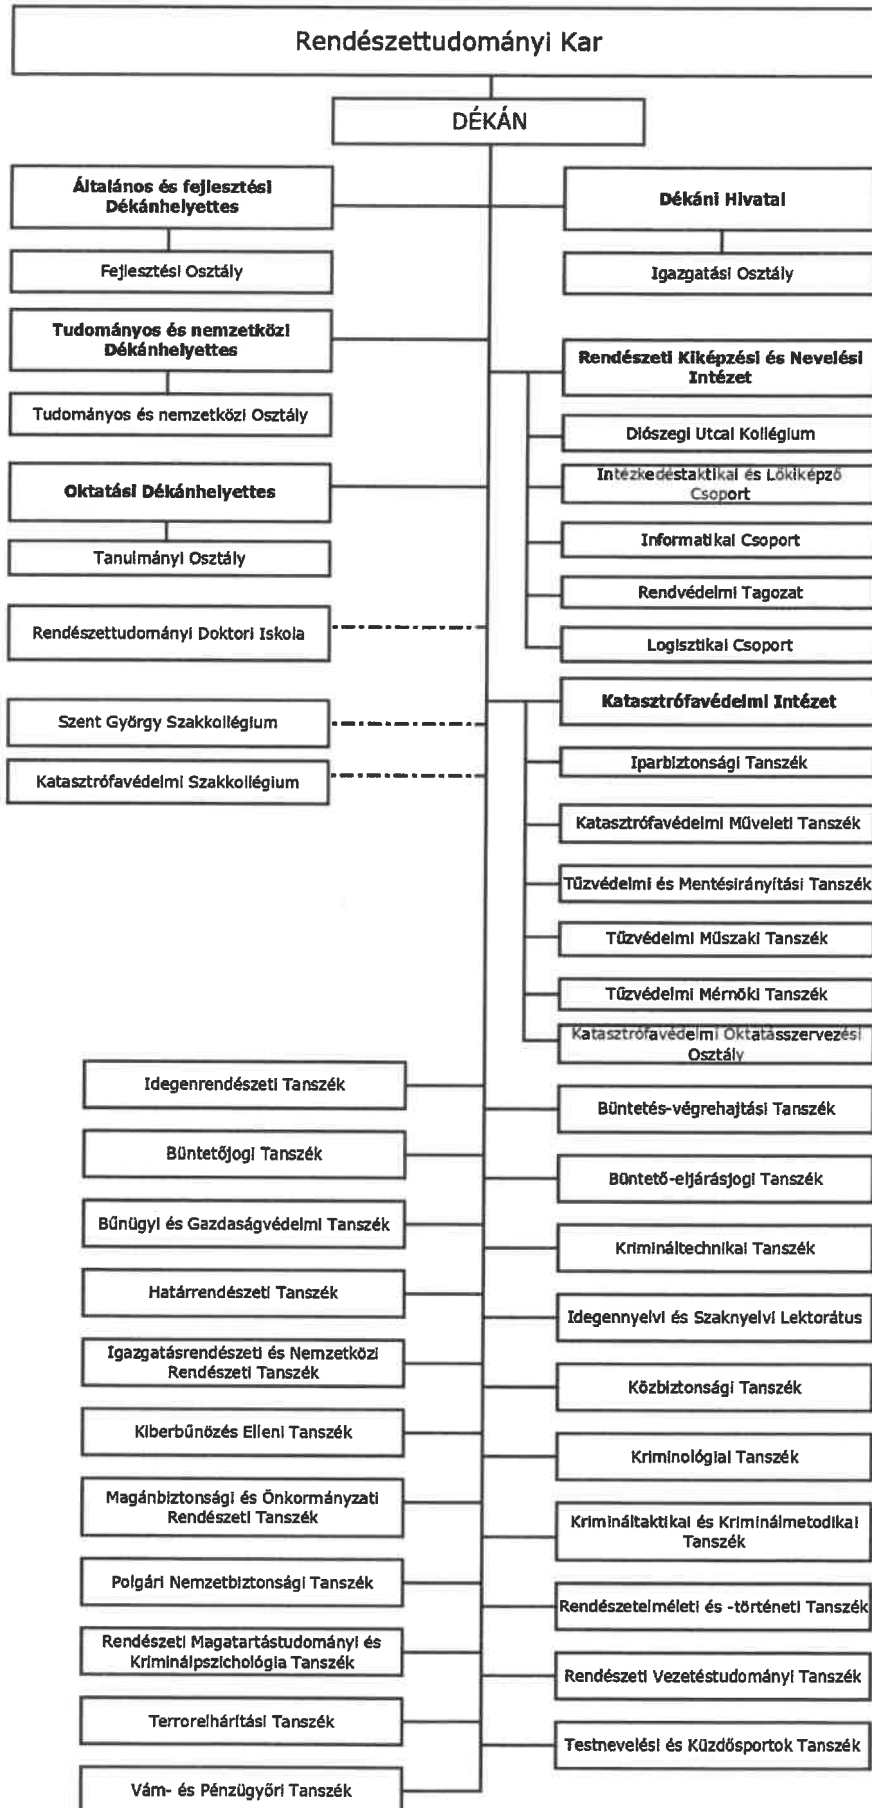 Rendészettudományi Kar
DÉKÁN
Általános és fejlesztési
Dékánhelyettes
Dékáni Hivatal
Fejlesztési Osztály
Igazgatási Osztály
Tudományos és nemzetközi
Dékánhelyettes
Rendészeti Kiképzési és Nevelési
Intézet
Tudományos és nemzetközi Osztály
Diószegi Utcai Kollégium
Oktatási Dékánhelyettes
Intézkedéstaktikai és Lőkiképző
Csoport
Informatikai Csoport
Tanulmányi Osztály
Rendvédelmi Tagozat
Rendészettudományi Doktori Iskola
Logisztikai Csoport
Katasztrófavédelmi Intézet
Szent György Szakkollégium
Iparbiztonsági Tanszék
Katasztrófavédelmi Szakkollégium
Katasztrófavédelmi Műveleti Tanszék
Tűzvédelmi és Mentésirányítási Tanszék
Tűzvédelmi Műszaki Tanszék
Tűzvédelmi Mérnöki Tanszék
Katasztrófavédelmi Oktatásszervezési
Osztály
Idegenrendészeti Tanszék
Büntetés-végrehajtási Tanszék
Büntetőjogi Tanszék
Büntető-eljárásjogi Tanszék
Bűnügyi és Gazdaságvédelmi Tanszék
Krimináltechnikai Tanszék
Határrendészeti Tanszék
Idegennyelvi és Szaknyelvi Lektorátus
Igazgatásrendészeti és Nemzetközi
Rendészeti Tanszék
Közbiztonsági Tanszék
Kiberbűnözés Elleni Tanszék
Kriminológiai Tanszék
Magánbiztonsági és Önkormányzati
Rendészeti Tanszék
Krimináltaktikai és Kriminálmetodikai
Tanszék
Polgári Nemzetbiztonsági Tanszék
Rendészetelméleti és -történeti Tanszék
Rendészeti Magatartástudományi és
Kriminálpszichológia Tanszék
Rendészeti Vezetéstudományi Tanszék
Terrorelhárítási Tanszék
Testnevelési és Küzdősportok Tanszék
Vám- és Pénzügyőri Tanszék